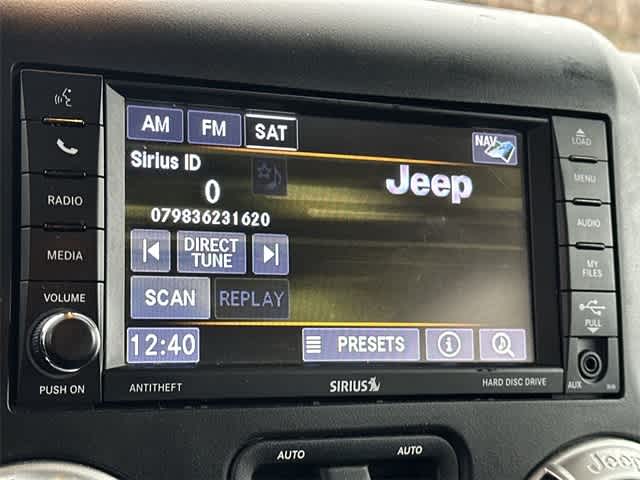 AM FM SAT
NAV
LOAD
Sirius ID
Jeep
MENU
0
RADIO
079836231620
AUDIO
MEDIA
DIRECT
TUNE
MY
FILES
VOLUME
SCAN REPLAY
PULL
12:40
PRESETS
PUSH ON
ANTITHEFT
SIRIUS
HARD DISC DRIVE
AUX
AUTO
AUTO
Jeep